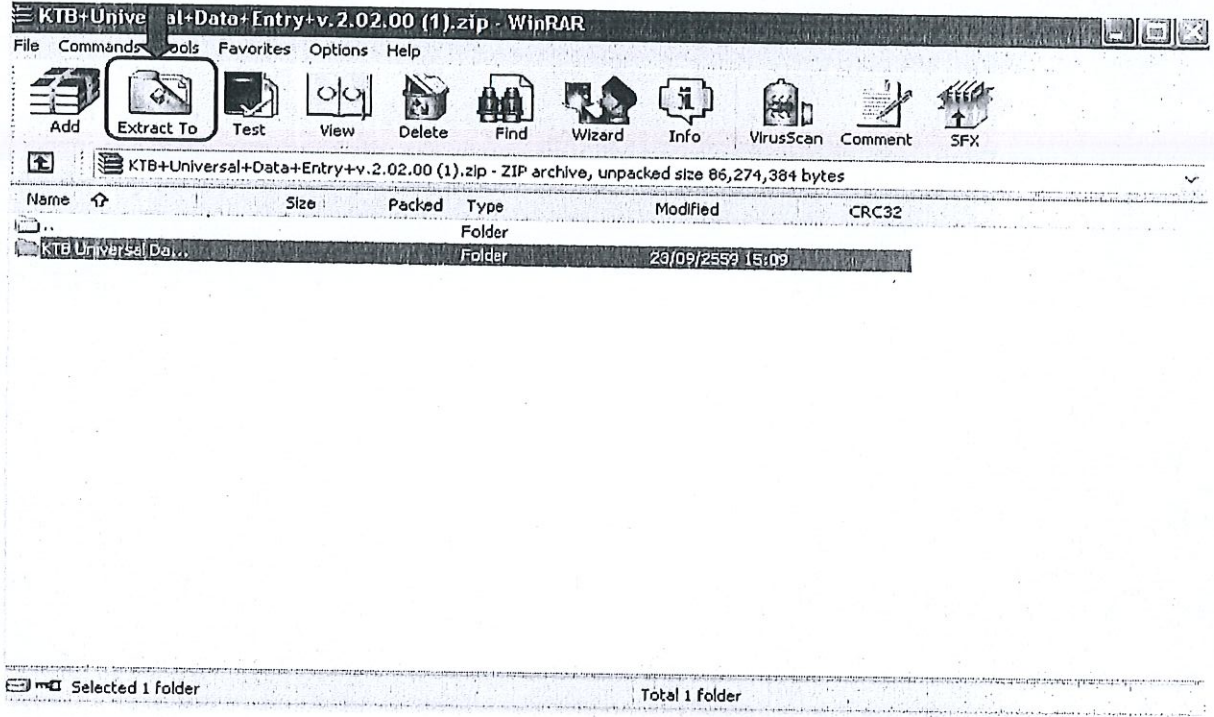 KTB+Unive al+Data+Entry+v.2.02.00 (1).zip - WinRAR
File Commands ools Favorites Options Help
Add Extract To Test View Delete Find Wizard Info VirusScan Comment SFX
KTB+Universal+Data+Entry+v.2.02.00 (1).zip - ZIP archive, unpacked size 86,274,384 bytes
Name Size Packed Type Modified CRC32
.. Folder
KTB Universal Da... Folder 23/09/2559 15:09
Selected 1 folder Total 1 folder